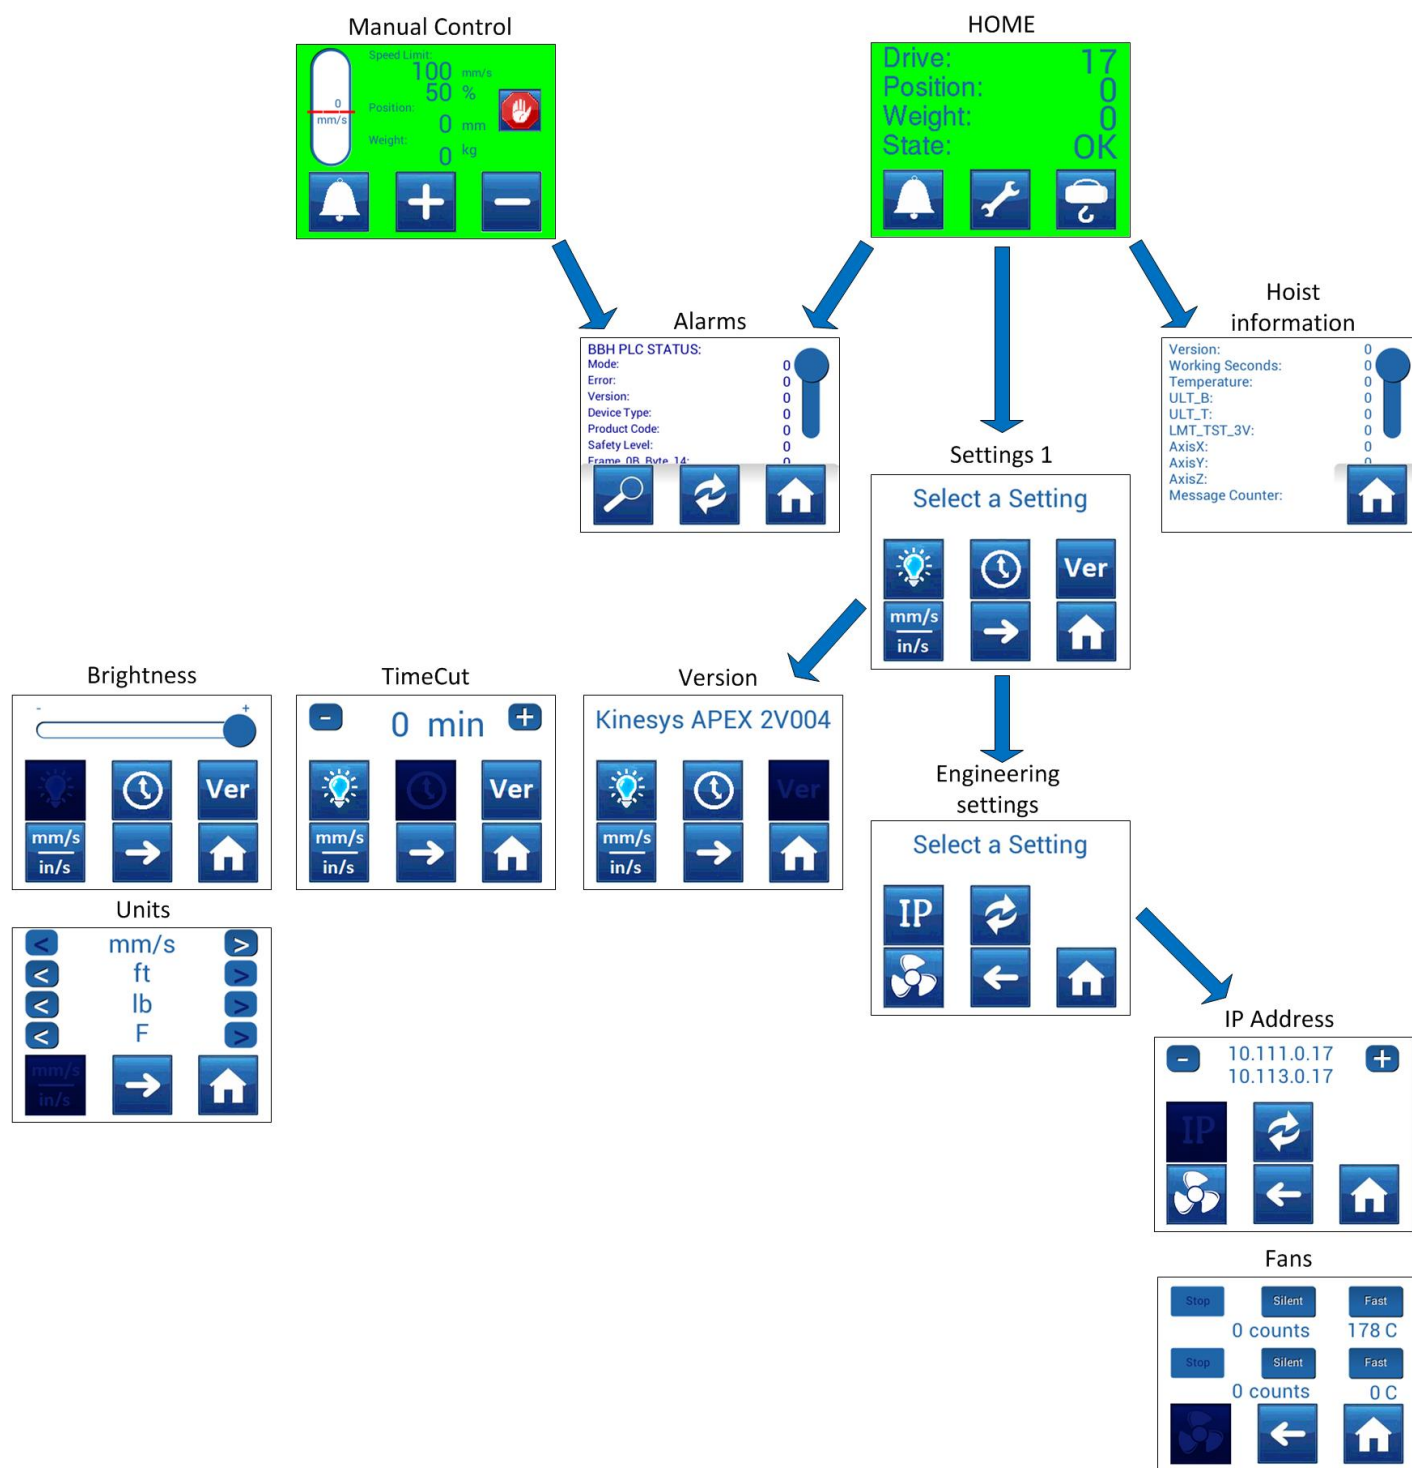 Manual Control
Speed Limit:
100 mm/s
50 %
0
mm/s
Position:
0 mm
Weight:
0 kg
HOME
Drive: 17
Position: 0
Weight: 0
State: OK
Alarms
BBH PLC STATUS:
Mode: 0
Error: 0
Version: 0
Device Type: 0
Product Code: 0
Safety Level: 0
Frame_0B_Byte_14: 0
Hoist
information
Version: 0
Working Seconds: 0
Temperature: 0
ULT_B: 0
ULT_T: 0
LMT_TST_3V: 0
AxisX: 0
AxisY: 0
AxisZ:
Message Counter:
Settings 1
Select a Setting
Ver
mm/s
in/s
Brightness
- +
Ver
mm/s
in/s
TimeCut
- 0 min +
Ver
mm/s
in/s
Version
Kinesys APEX 2V004
Ver
mm/s
in/s
Engineering
settings
Select a Setting
IP
Units
< mm/s >
< ft >
< lb >
< F >
mm/s
in/s
IP Address
- 10.111.0.17 +
10.113.0.17
IP
Fans
Stop Silent Fast
0 counts 178 C
Stop Silent Fast
0 counts 0 C